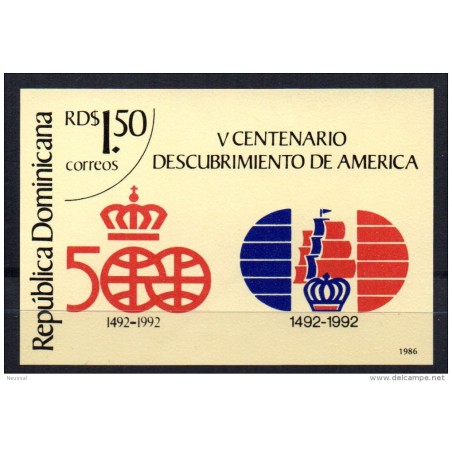 República Dominicana
RD$1.50
correos
V CENTENARIO
DESCUBRIMIENTO DE AMERICA
500
1492-1992
1492-1992
1986
Neussal
© www.delcampe.net